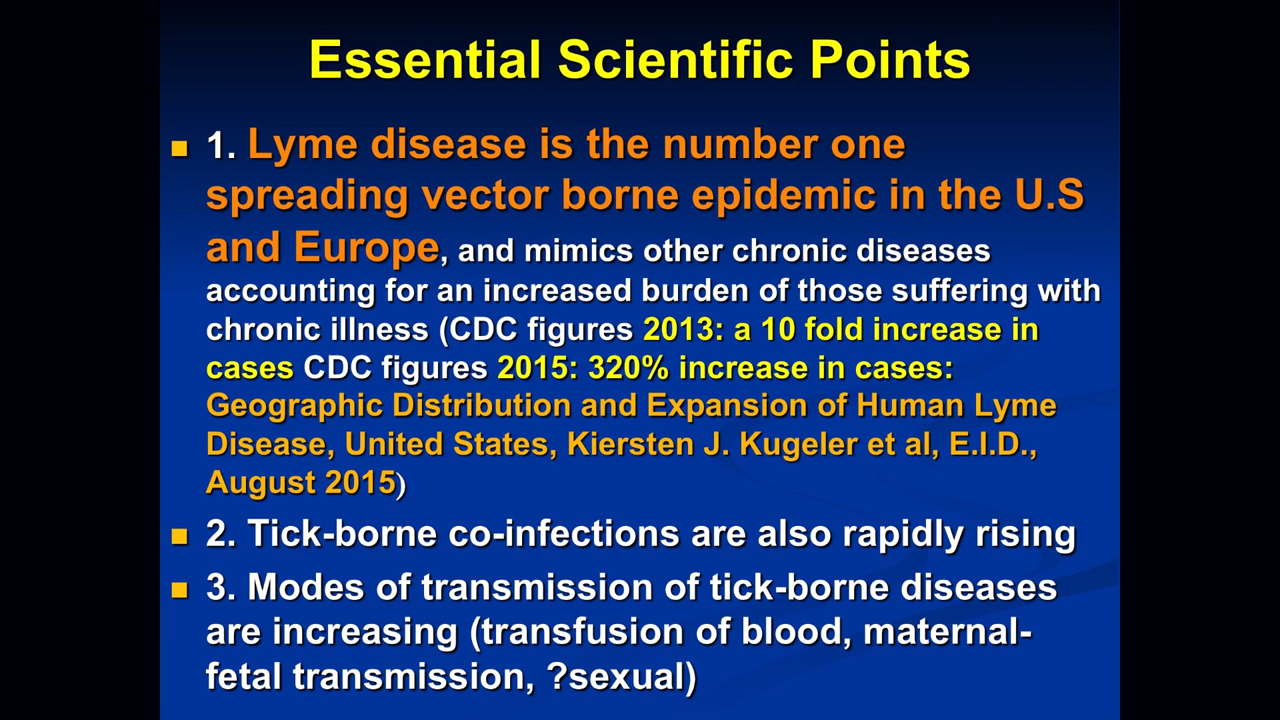 Essential Scientific Points
1. Lyme disease is the number one
spreading vector borne epidemic in the U.S
and Europe, and mimics other chronic diseases
accounting for an increased burden of those suffering with
chronic illness (CDC figures 2013: a 10 fold increase in
cases CDC figures 2015: 320% increase in cases:
Geographic Distribution and Expansion of Human Lyme
Disease, United States, Kiersten J. Kugeler et al, E.I.D.,
August 2015)
2. Tick-borne co-infections are also rapidly rising
3. Modes of transmission of tick-borne diseases
are increasing (transfusion of blood, maternal-
fetal transmission, ?sexual)